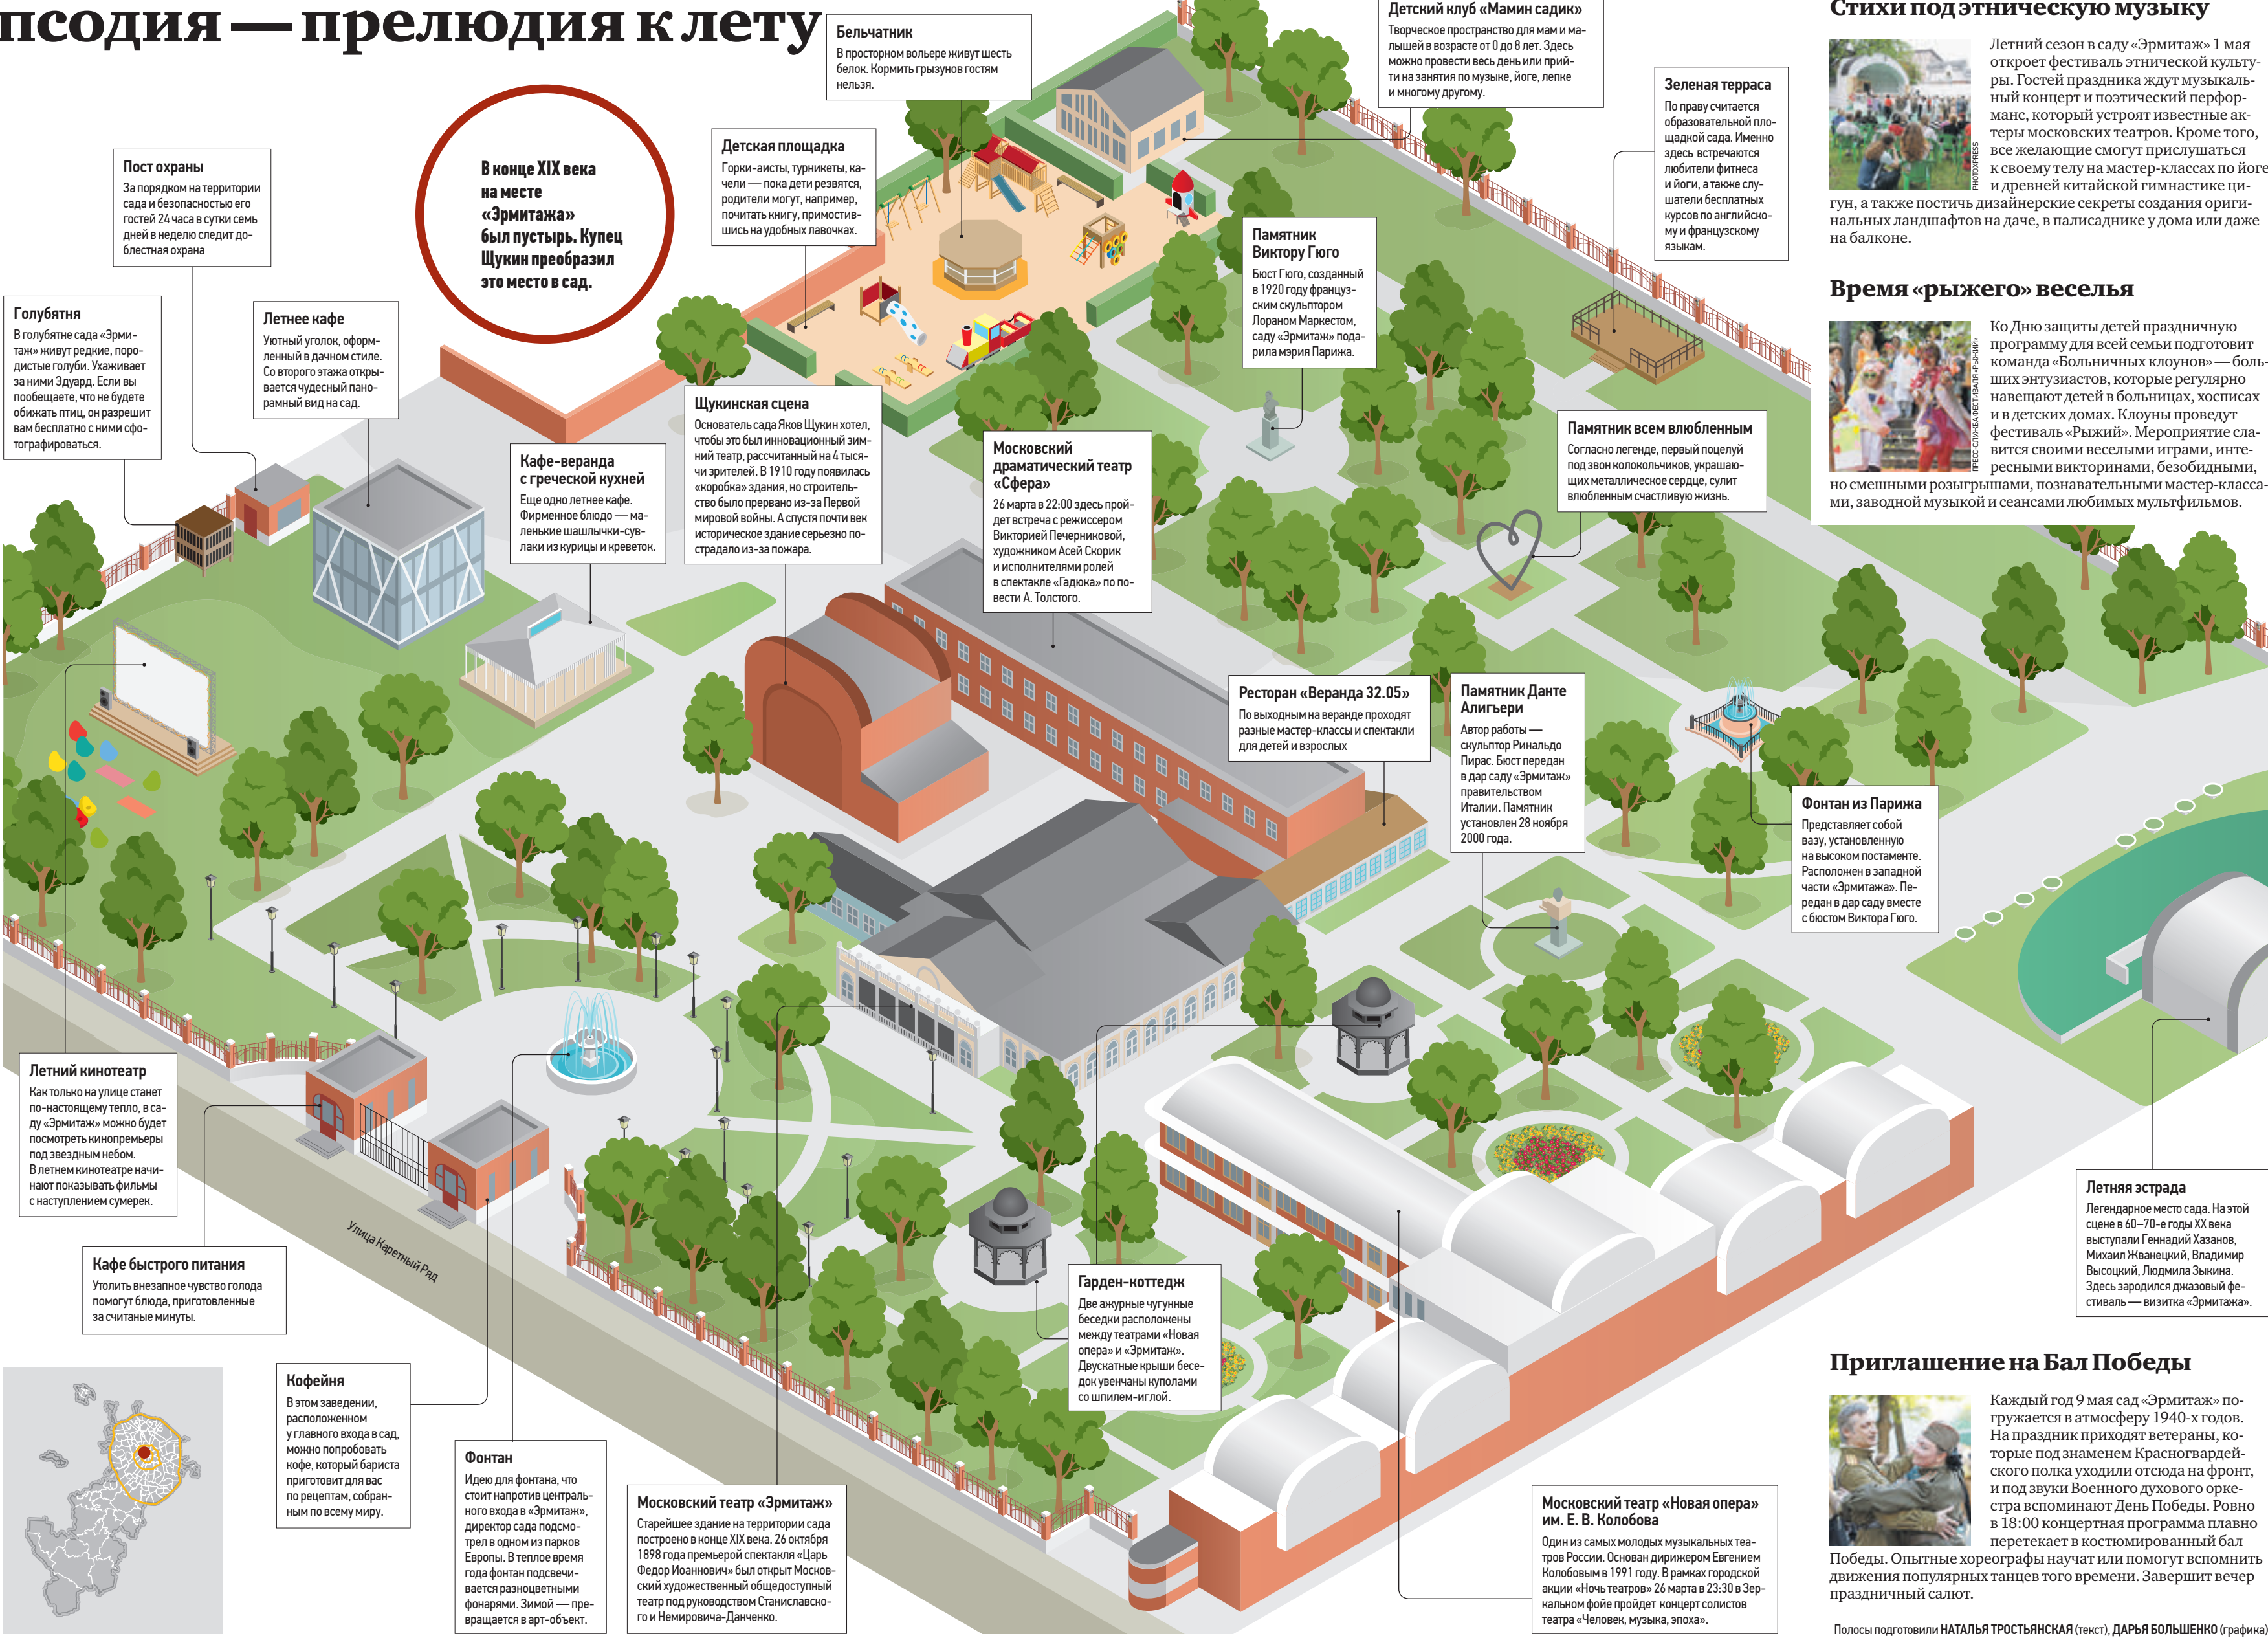 псодия — прелюдия к лету
Бельчатник
В просторном вольере живут шесть
белок. Кормить грызунов гостям
нельзя.
Детский клуб «Мамин садик»
Творческое пространство для мам и ма-
лышей в возрасте от 0 до 8 лет. Здесь
можно провести весь день или прий-
ти на занятия по музыке, йоге, лепке
и многому другому.
Зеленая терраса
По праву считается
образовательной пло-
щадкой сада. Именно
здесь встречаются
любители фитнеса
и йоги, а также слу-
шатели бесплатных
курсов по английско-
му и французскому
языкам.
В конце XIX века
на месте
«Эрмитажа»
был пустырь. Купец
Щукин преобразил
это место в сад.
Детская площадка
Горки-аисты, турникеты, ка-
чели — пока дети резвятся,
родители могут, например,
почитать книгу, примостив-
шись на удобных лавочках.
Пост охраны
За порядком на территории
сада и безопасностью его
гостей 24 часа в сутки семь
дней в неделю следит до-
блестная охрана
Памятник
Виктору Гюго
Бюст Гюго, созданный
в 1920 году француз-
ским скульптором
Лораном Маркестом,
саду «Эрмитаж» пода-
рила мэрия Парижа.
Голубятня
В голубятне сада «Эрми-
таж» живут редкие, поро-
дистые голуби. Ухаживает
за ними Эдуард. Если вы
пообещаете, что не будете
обижать птиц, он разрешит
вам бесплатно с ними сфо-
тографироваться.
Летнее кафе
Уютный уголок, оформ-
ленный в дачном стиле.
Со второго этажа откры-
вается чудесный пано-
рамный вид на сад.
Кафе-веранда
с греческой кухней
Еще одно летнее кафе.
Фирменное блюдо — ма-
ленькие шашлычки-сув-
лаки из курицы и креветок.
Щукинская сцена
Основатель сада Яков Щукин хотел,
чтобы это был инновационный зим-
ний театр, рассчитанный на 4 тыся-
чи зрителей. В 1910 году появилась
«коробка» здания, но строитель-
ство было прервано из-за Первой
мировой войны. А спустя почти век
историческое здание серьезно по-
страдало из-за пожара.
Московский
драматический театр
«Сфера»
26 марта в 22:00 здесь прой-
дет встреча с режиссером
Викторией Печерниковой,
художником Асей Скорик
и исполнителями ролей
в спектакле «Гадюка» по по-
вести А. Толстого.
Памятник всем влюбленным
Согласно легенде, первый поцелуй
под звон колокольчиков, украшаю-
щих металлическое сердце, сулит
влюбленным счастливую жизнь.
Ресторан «Веранда 32.05»
По выходным на веранде проходят
разные мастер-классы и спектакли
для детей и взрослых
Памятник Данте
Алигьери
Автор работы —
скульптор Ринальдо
Пирас. Бюст передан
в дар саду «Эрмитаж»
правительством
Италии. Памятник
установлен 28 ноября
2000 года.
Фонтан из Парижа
Представляет собой
вазу, установленную
на высоком постаменте.
Расположен в западной
части «Эрмитажа». Пе-
редан в дар саду вместе
с бюстом Виктора Гюго.
Летний кинотеатр
Как только на улице станет
по-настоящему тепло, в са-
ду «Эрмитаж» можно будет
посмотреть кинопремьеры
под звездным небом.
В летнем кинотеатре начи-
нают показывать фильмы
с наступлением сумерек.
Кафе быстрого питания
Утолить внезапное чувство голода
помогут блюда, приготовленные
за считаные минуты.
Улица Каретный Ряд
Кофейня
В этом заведении,
расположенном
у главного входа в сад,
можно попробовать
кофе, который бариста
приготовит для вас
по рецептам, собран-
ным по всему миру.
Фонтан
Идею для фонтана, что
стоит напротив централь-
ного входа в «Эрмитаж»,
директор сада подсмо-
трел в одном из парков
Европы. В теплое время
года фонтан подсвечи-
вается разноцветными
фонарями. Зимой — пре-
вращается в арт-объект.
Московский театр «Эрмитаж»
Старейшее здание на территории сада
построено в конце XIX века. 26 октября
1898 года премьерой спектакля «Царь
Федор Иоаннович» был открыт Москов-
ский художественный общедоступный
театр под руководством Станиславско-
го и Немировича-Данченко.
Гарден-коттедж
Две ажурные чугунные
беседки расположены
между театрами «Новая
опера» и «Эрмитаж».
Двускатные крыши бесе-
док увенчаны куполами
со шпилем-иглой.
Московский театр «Новая опера»
им. Е. В. Колобова
Один из самых молодых музыкальных теа-
тров России. Основан дирижером Евгением
Колобовым в 1991 году. В рамках городской
акции «Ночь театров» 26 марта в 23:30 в Зер-
кальном фойе пройдет концерт солистов
театра «Человек, музыка, эпоха».
Летняя эстрада
Легендарное место сада. На этой
сцене в 60–70-е годы XX века
выступали Геннадий Хазанов,
Михаил Жванецкий, Владимир
Высоцкий, Людмила Зыкина.
Здесь зародился джазовый фе-
стиваль — визитка «Эрмитажа».
Стихи под этническую музыку
PHOTOXPRESS
Летний сезон в саду «Эрмитаж» 1 мая
откроет фестиваль этнической культу-
ры. Гостей праздника ждут музыкаль-
ный концерт и поэтический перфор-
манс, который устроят известные ак-
теры московских театров. Кроме того,
все желающие смогут прислушаться
к своему телу на мастер-классах по йоге
и древней китайской гимнастике ци-
гун, а также постичь дизайнерские секреты создания ориги-
нальных ландшафтов на даче, в палисаднике у дома или даже
на балконе.
Время «рыжего» веселья
ПРЕСС-СЛУЖБА ФЕСТИВАЛЯ «РЫЖИЙ»
Ко Дню защиты детей праздничную
программу для всей семьи подготовит
команда «Больничных клоунов» — боль-
ших энтузиастов, которые регулярно
навещают детей в больницах, хосписах
и в детских домах. Клоуны проведут
фестиваль «Рыжий». Мероприятие сла-
вится своими веселыми играми, инте-
ресными викторинами, безобидными,
но смешными розыгрышами, познавательными мастер-класса-
ми, заводной музыкой и сеансами любимых мультфильмов.
Приглашение на Бал Победы
Каждый год 9 мая сад «Эрмитаж» по-
гружается в атмосферу 1940-х годов.
На праздник приходят ветераны, ко-
торые под знаменем Красногвардей-
ского полка уходили отсюда на фронт,
и под звуки Военного духового орке-
стра вспоминают День Победы. Ровно
в 18:00 концертная программа плавно
перетекает в костюмированный бал
Победы. Опытные хореографы научат или помогут вспомнить
движения популярных танцев того времени. Завершит вечер
праздничный салют.
Полосы подготовили НАТАЛЬЯ ТРОСТЬЯНСКАЯ (текст), ДАРЬЯ БОЛЬШЕНКО (графика)